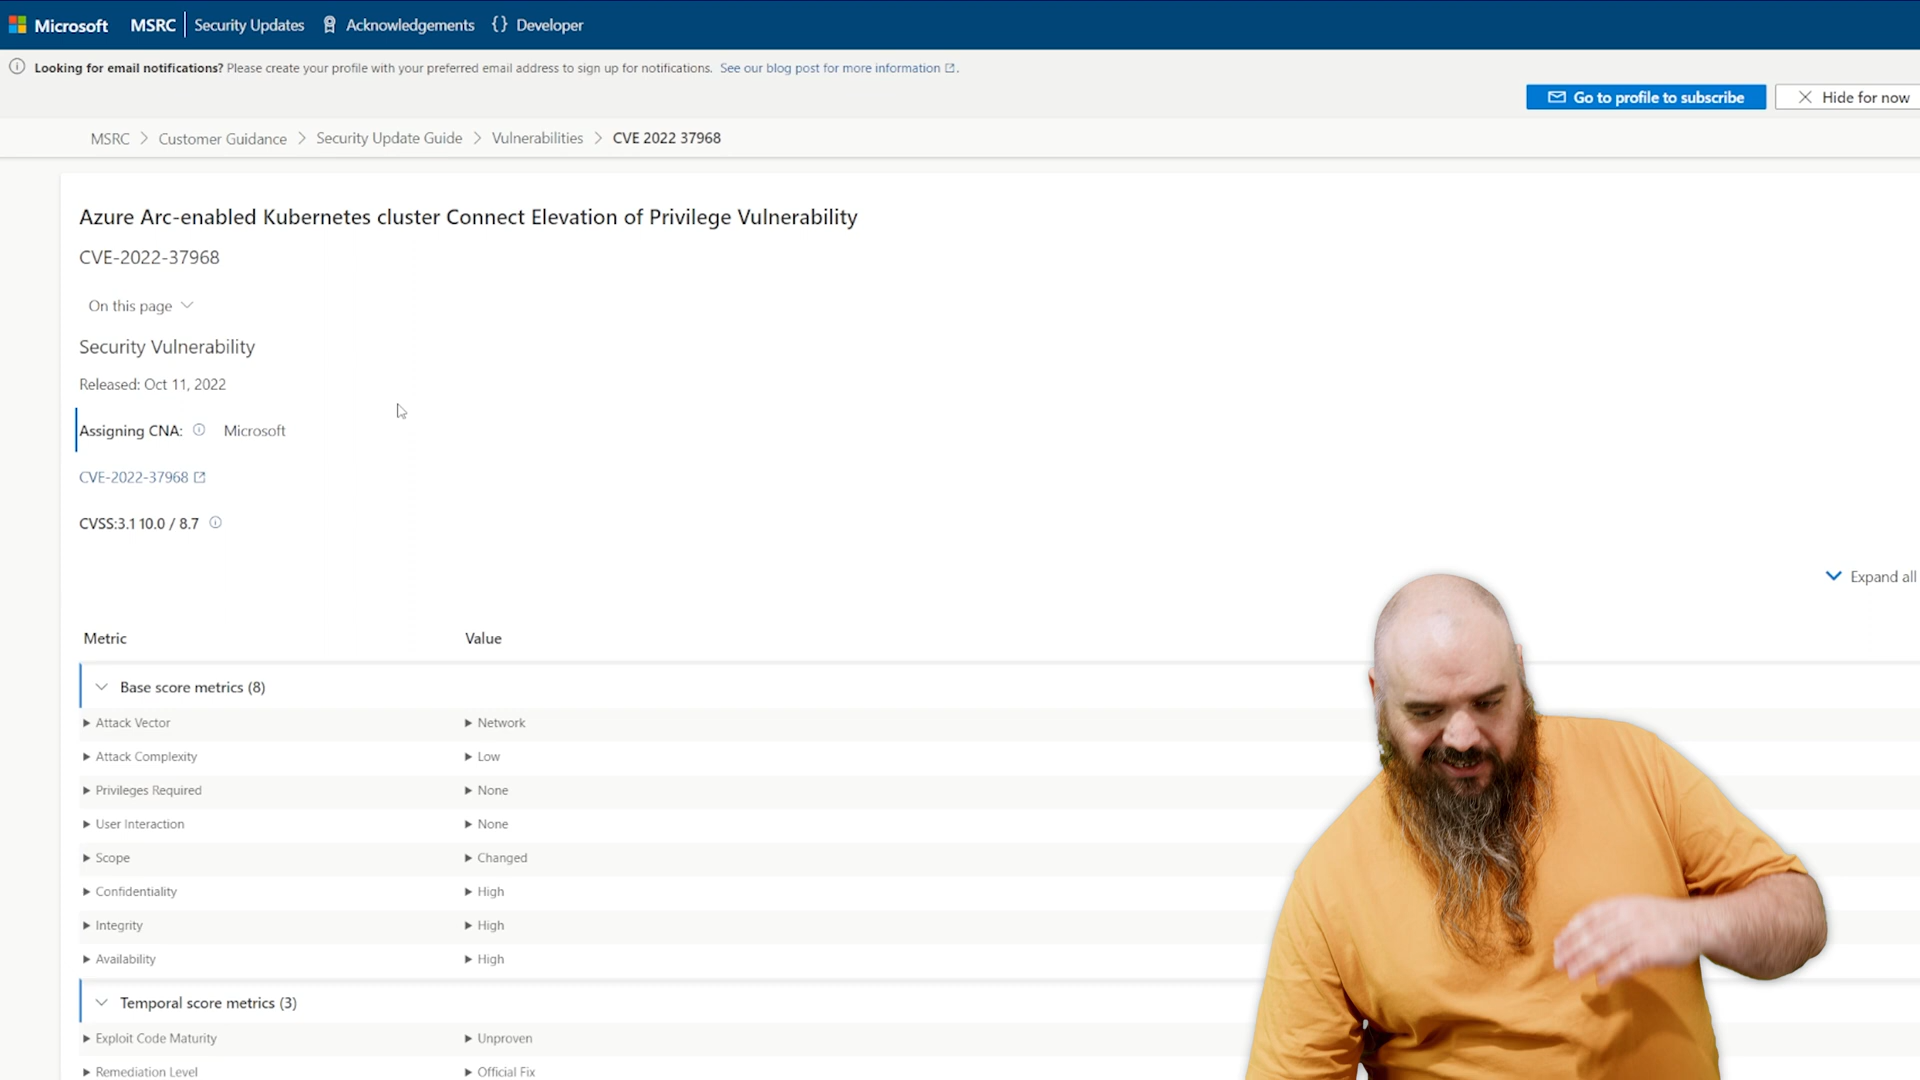 Microsoft MSRC Security Updates Acknowledgements {} Developer
Looking for email notifications? Please create your profile with your preferred email address to sign up for notifications. See our blog post for more information.
Go to profile to subscribe Hide for now
MSRC > Customer Guidance > Security Update Guide > Vulnerabilities > CVE 2022 37968
Azure Arc-enabled Kubernetes cluster Connect Elevation of Privilege Vulnerability
CVE-2022-37968
On this page
Security Vulnerability
Released: Oct 11, 2022
Assigning CNA: Microsoft
CVE-2022-37968
CVSS:3.1 10.0 / 8.7
Expand all
Metric Value
Base score metrics (8)
Attack Vector Network
Attack Complexity Low
Privileges Required None
User Interaction None
Scope Changed
Confidentiality High
Integrity High
Availability High
Temporal score metrics (3)
Exploit Code Maturity Unproven
Remediation Level Official Fix